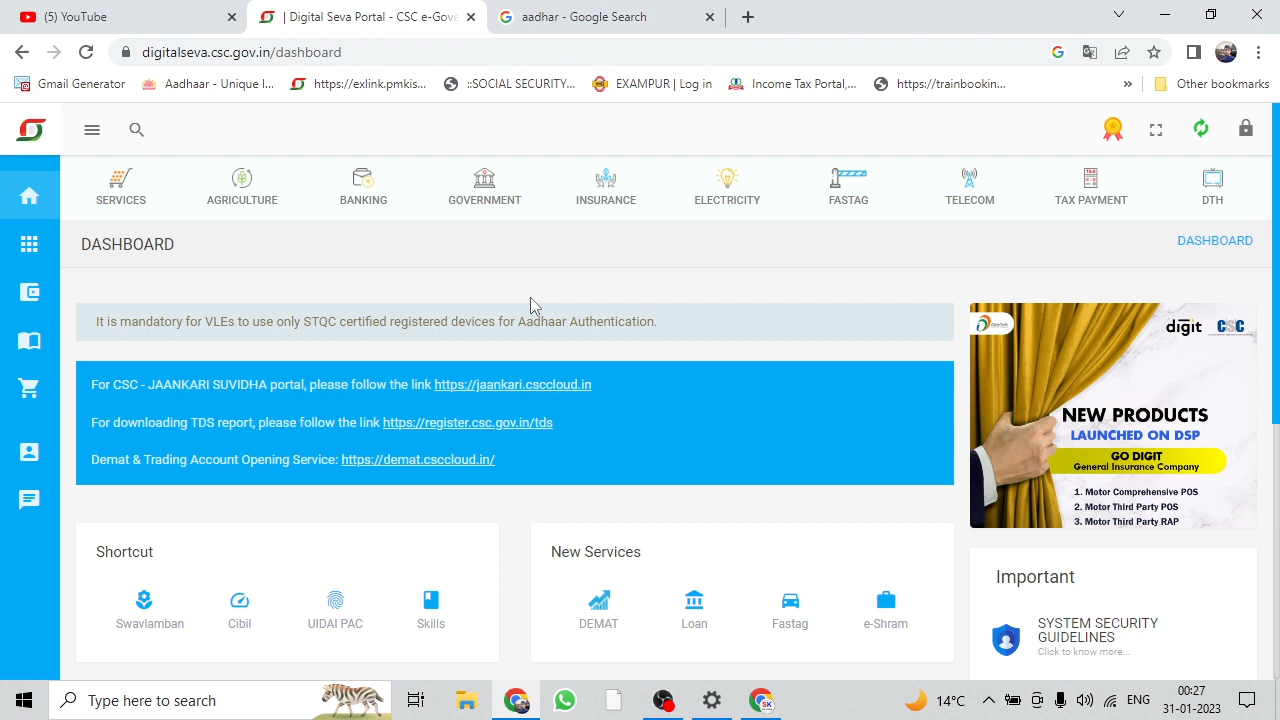 (5) YouTube
| Digital Seva Portal - CSC e-Gove
aadhar - Google Search
digitalseva.csc.gov.in/dashboard
Gmail Generator
Aadhaar - Unique I...
https://exlink.pmkis...
::SOCIAL SECURITY...
EXAMPUR | Log in
Income Tax Portal,...
https://trainbookin...
»
Other bookmarks
SERVICES
AGRICULTURE
BANKING
GOVERNMENT
INSURANCE
ELECTRICITY
FASTAG
TELECOM
TAX PAYMENT
DTH
DASHBOARD
DASHBOARD
It is mandatory for VLEs to use only STQC certified registered devices for Aadhaar Authentication.
For CSC - JAANKARI SUVIDHA portal, please follow the link https://jaankari.csccloud.in
For downloading TDS report, please follow the link https://register.csc.gov.in/tds
Demat & Trading Account Opening Service: https://demat.csccloud.in/
digit
CSC
NEW PRODUCTS
LAUNCHED ON DSP
GO DIGIT
General Insurance Company
1. Motor Comprehensive POS
2. Motor Third Party POS
3. Motor Third Party RAP
Shortcut
Swavlamban
Cibil
UIDAI PAC
Skills
New Services
DEMAT
Loan
Fastag
e-Shram
Important
SYSTEM SECURITY
GUIDELINES
Click to know more...
Type here to search
14°C
ENG
00:27
31-01-2023